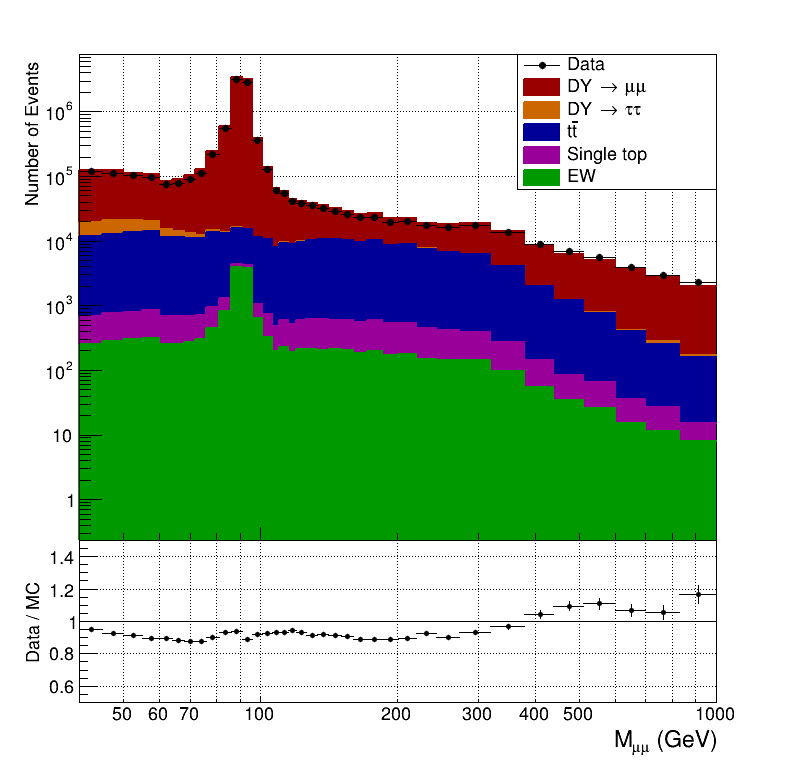 Number of Events
10⁶
10⁵
10⁴
10³
10²
10
1
Data
DY → μμ
DY → ττ
tt̄
Single top
EW
Data / MC
1.4
1.2
1
0.8
0.6
50 60 70 100 200 300 400 500 1000
M_μμ (GeV)